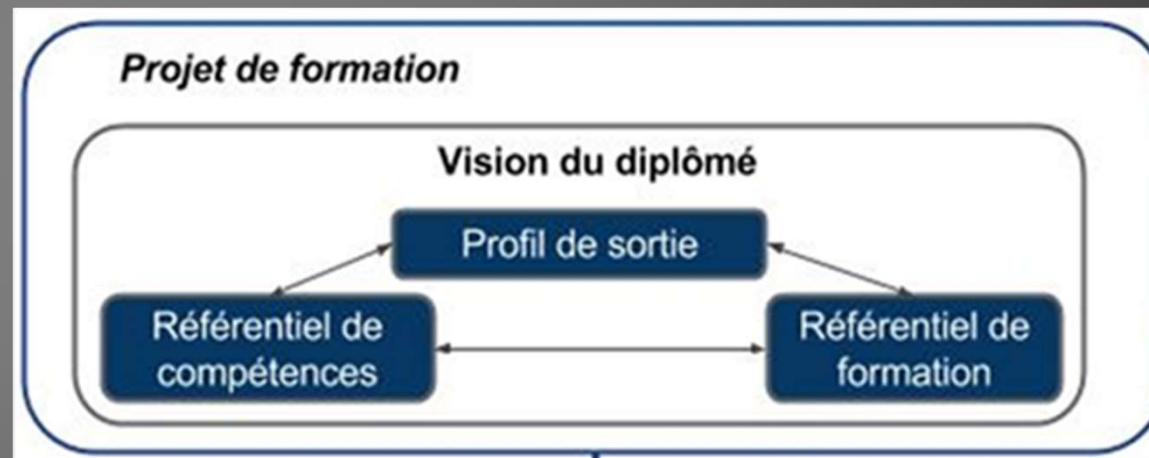 Projet de formation
Vision du diplômé
Profil de sortie
Référentiel de
compétences
Référentiel de
formation